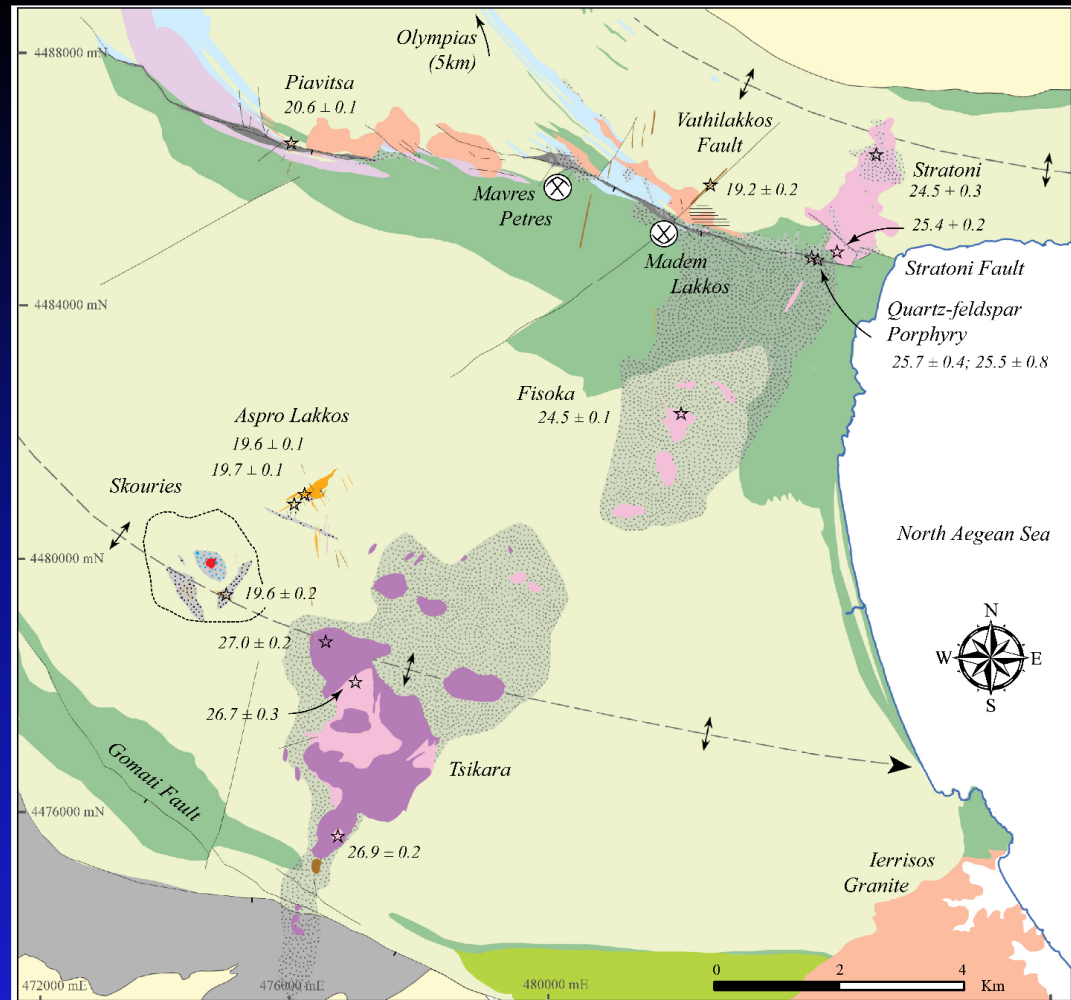 4488000 mN
Olympias
(5km)
Piavitsa
20.6 ± 0.1
Vathilakkos
Fault
Stratoni
24.5 + 0.3
19.2 ± 0.2
Mavres
Petres
25.4 + 0.2
Madem
Lakkos
Stratoni Fault
4484000 mN
Quartz-feldspar
Porphyry
25.7 ± 0.4; 25.5 ± 0.8
Fisoka
24.5 ± 0.1
Aspro Lakkos
19.6 ± 0.1
19.7 ± 0.1
Skouries
North Aegean Sea
4480000 mN
19.6 ± 0.2
N
W
E
S
27.0 ± 0.2
26.7 ± 0.3
Tsikara
Gomati Fault
4476000 mN
26.9 ± 0.2
Ierrisos
Granite
0
2
4
Km
472000 mE
476000 mE
480000 mE